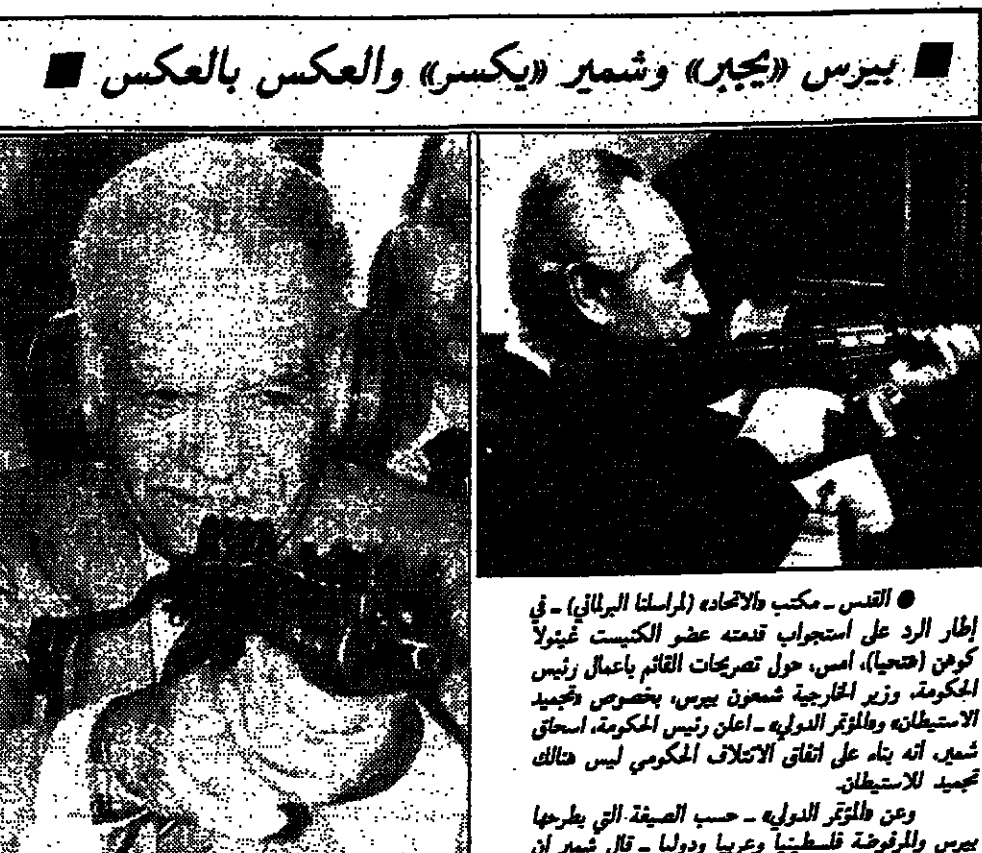 ■ بيرس «يجبر» وشمير «يكسر» والعكس بالعكس ■
● القدس ـ مكتب «الاتحاد» (لمراسلنا البرلماني) ـ في
إطار الرد على استجواب قدمته عضو الكنيست غيئولا
كوهن (هتحيا)، امس، حول تصريحات القائم باعمال رئيس
الحكومة، وزير الخارجية شمعون بيرس، بخصوص «تجميد
الاستيطان» و«المؤتمر الدولي» ـ اعلن رئيس الحكومة، اسحاق
شمير، انه بناء على اتفاق الائتلاف الحكومي ليس هنالك
تجميد للاستيطان.
وعن «المؤتمر الدولي» ـ حسب الصيغة التي يطرحها
بيرس والمرفوضة فلسطينيا وعربيا ودوليا ـ قال شمير ان